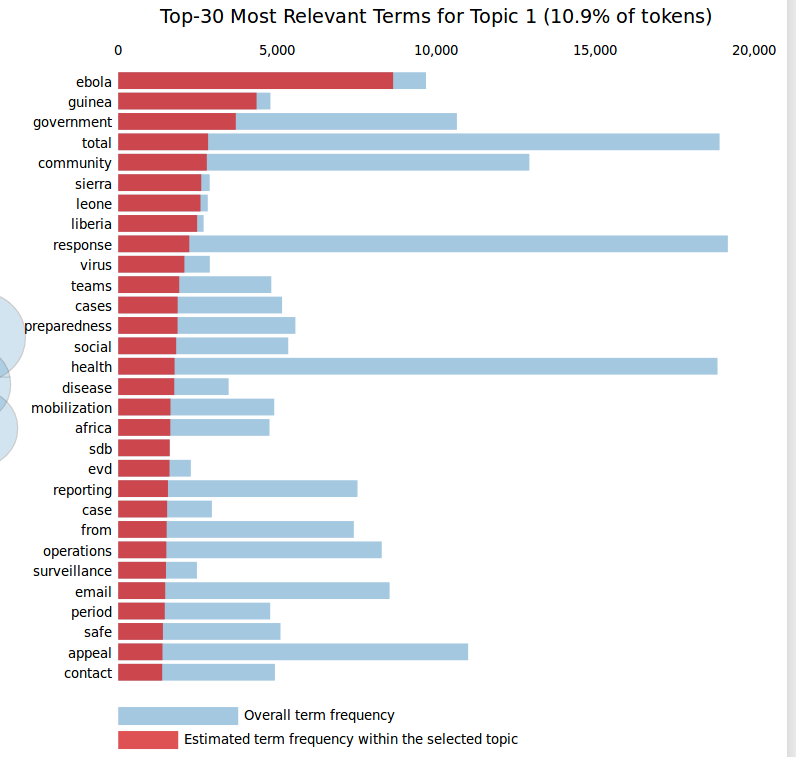 Top-30 Most Relevant Terms for Topic 1 (10.9% of tokens)
0 5,000 10,000 15,000 20,000
ebola
guinea
government
total
community
sierra
leone
liberia
response
virus
teams
cases
preparedness
social
health
disease
mobilization
africa
sdb
evd
reporting
case
from
operations
surveillance
email
period
safe
appeal
contact
Overall term frequency
Estimated term frequency within the selected topic